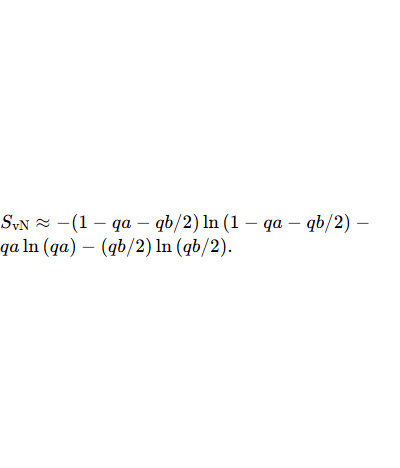 S_vN ≈ −(1 − qa − qb/2) ln (1 − qa − qb/2) −
qa ln (qa) − (qb/2) ln (qb/2).